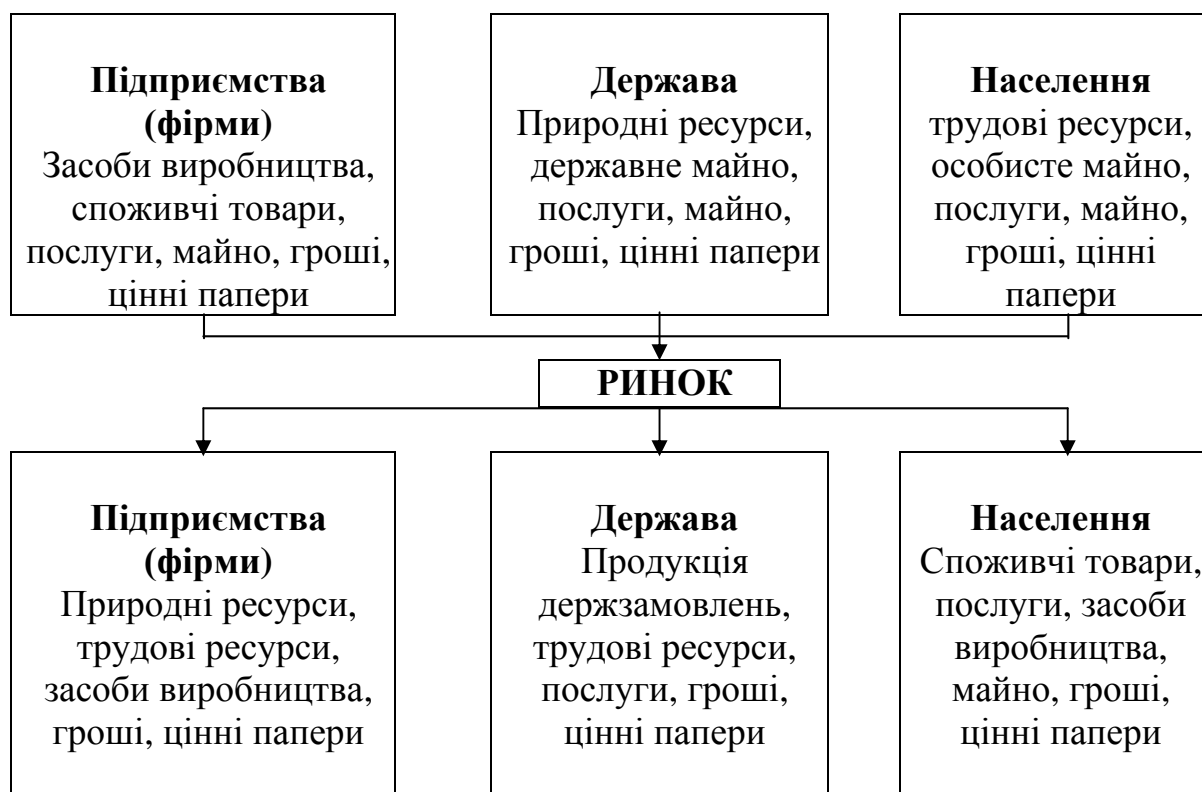 Підприємства
(фірми)
Засоби виробництва,
споживчі товари,
послуги, майно, гроші,
цінні папери
Держава
Природні ресурси,
державне майно,
послуги, майно,
гроші, цінні папери
Населення
трудові ресурси,
особисте майно,
послуги, майно,
гроші, цінні
папери
РИНОК
Підприємства
(фірми)
Природні ресурси,
трудові ресурси,
засоби виробництва,
гроші, цінні папери
Держава
Продукція
держзамовлень,
трудові ресурси,
послуги, гроші,
цінні папери
Населення
Споживчі товари,
послуги, засоби
виробництва,
майно, гроші,
цінні папери